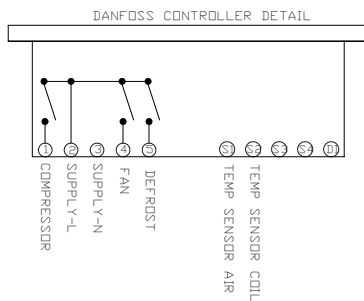 DANFOSS CONTROLLER DETAIL
1 2 3 4 5 S1 S2 S3 S4 D1
COMPRESSOR
SUPPLY-L
SUPPLY-N
FAN
DEFROST
TEMP SENSOR AIR
TEMP SENSOR COIL